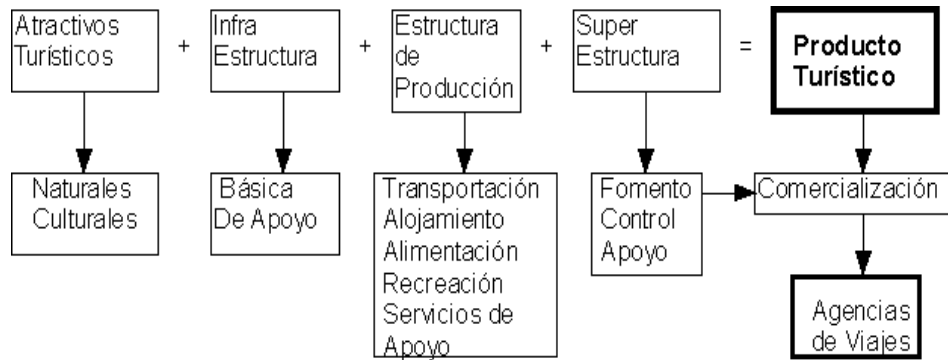 Atractivos
Turísticos
+
Infra
Estructura
+
Estructura
de
Producción
+
Super
Estructura
=
Producto
Turístico
Naturales
Culturales
Básica
De Apoyo
Transportación
Alojamiento
Alimentación
Recreación
Servicios de
Apoyo
Fomento
Control
Apoyo
Comercialización
Agencias
de Viajes